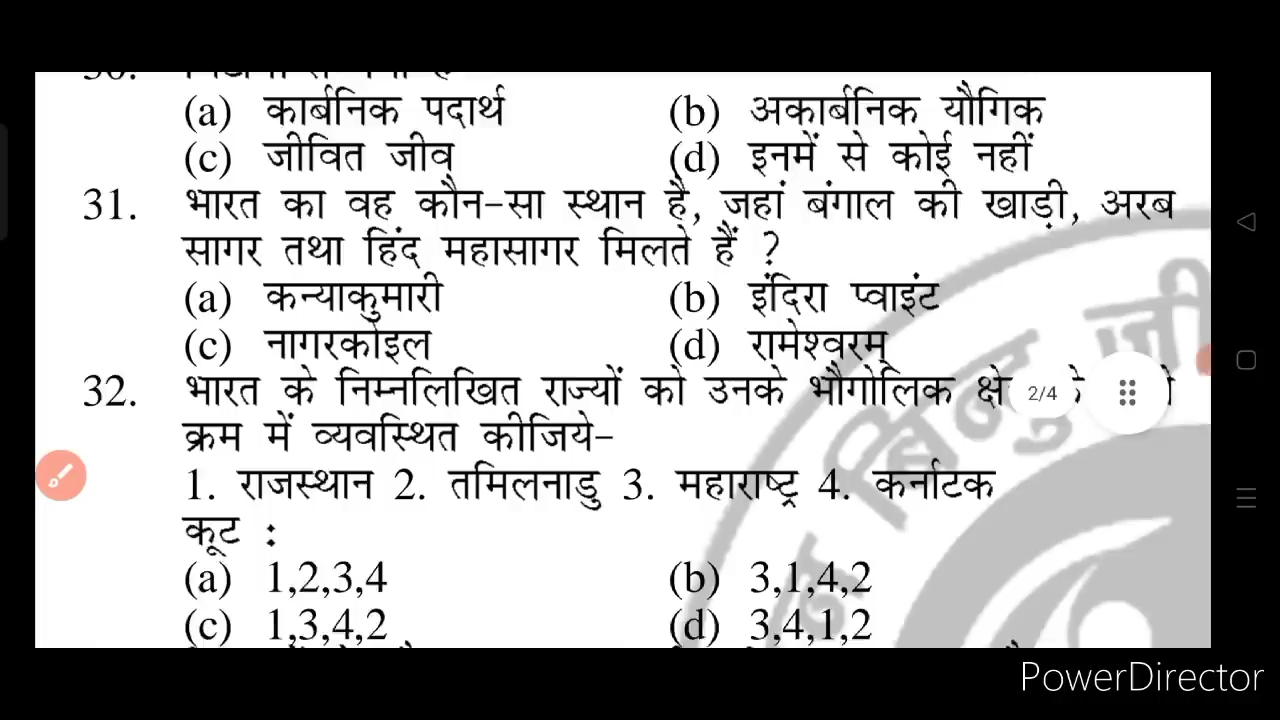 30.
(a) कार्बनिक पदार्थ (b) अकार्बनिक यौगिक
(c) जीवित जीव (d) इनमें से कोई नहीं
31. भारत का वह कौन-सा स्थान है, जहां बंगाल की खाड़ी, अरब
सागर तथा हिंद महासागर मिलते हैं ?
(a) कन्याकुमारी (b) इंदिरा प्वाइंट
(c) नागरकोइल (d) रामेश्वरम्
32. भारत के निम्नलिखित राज्यों को उनके भौगोलिक
2/4
क्रम में व्यवस्थित कीजिये-
1. राजस्थान 2. तमिलनाडु 3. महाराष्ट्र 4. कर्नाटक
कूट :
(a) 1,2,3,4 (b) 3,1,4,2
(c) 1,3,4,2 (d) 3,4,1,2
PowerDirector